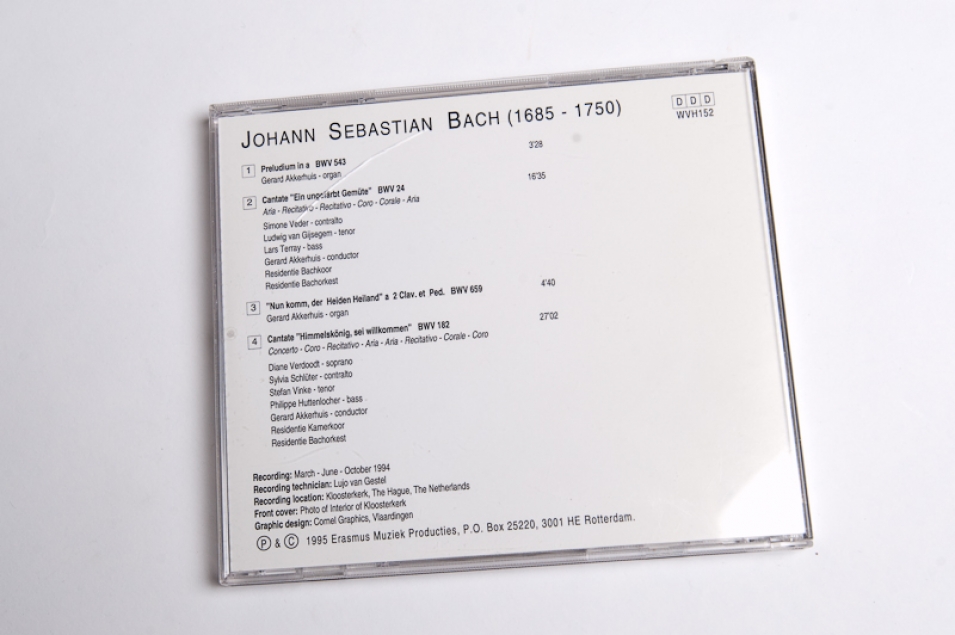 JOHANN SEBASTIAN BACH (1685 - 1750)
D D D
WVH152
1 Preludium in a BWV 543 3'28
Gerard Akkerhuis - organ
2 Cantate "Ein ungefärbt Gemüte" BWV 24 16'35
Aria - Recitativo - Recitativo - Coro - Corale - Aria
Simone Veder - contralto
Ludwig van Gijsegem - tenor
Lars Terray - bass
Gerard Akkerhuis - conductor
Residentie Bachkoor
Residentie Bachorkest
3 "Nun komm, der Heiden Heiland" a 2 Clav. et Ped. BWV 659 4'40
Gerard Akkerhuis - organ
4 Cantate "Himmelskönig, sei willkommen" BWV 182 27'02
Concerto - Coro - Recitativo - Aria - Aria - Recitativo - Corale - Coro
Diane Verdoodt - soprano
Sylvia Schlüter - contralto
Stefan Vinke - tenor
Philippe Huttenlocher - bass
Gerard Akkerhuis - conductor
Residentie Kamerkoor
Residentie Bachorkest
Recording: March - June - October 1994
Recording technician: Lujo van Gestel
Recording location: Kloosterkerk, The Hague, The Netherlands
Front cover: Photo of Interior of Kloosterkerk
Graphic design: Cornel Graphics, Vlaardingen
Ⓟ & Ⓒ 1995 Erasmus Muziek Producties, P.O. Box 25220, 3001 HE Rotterdam.